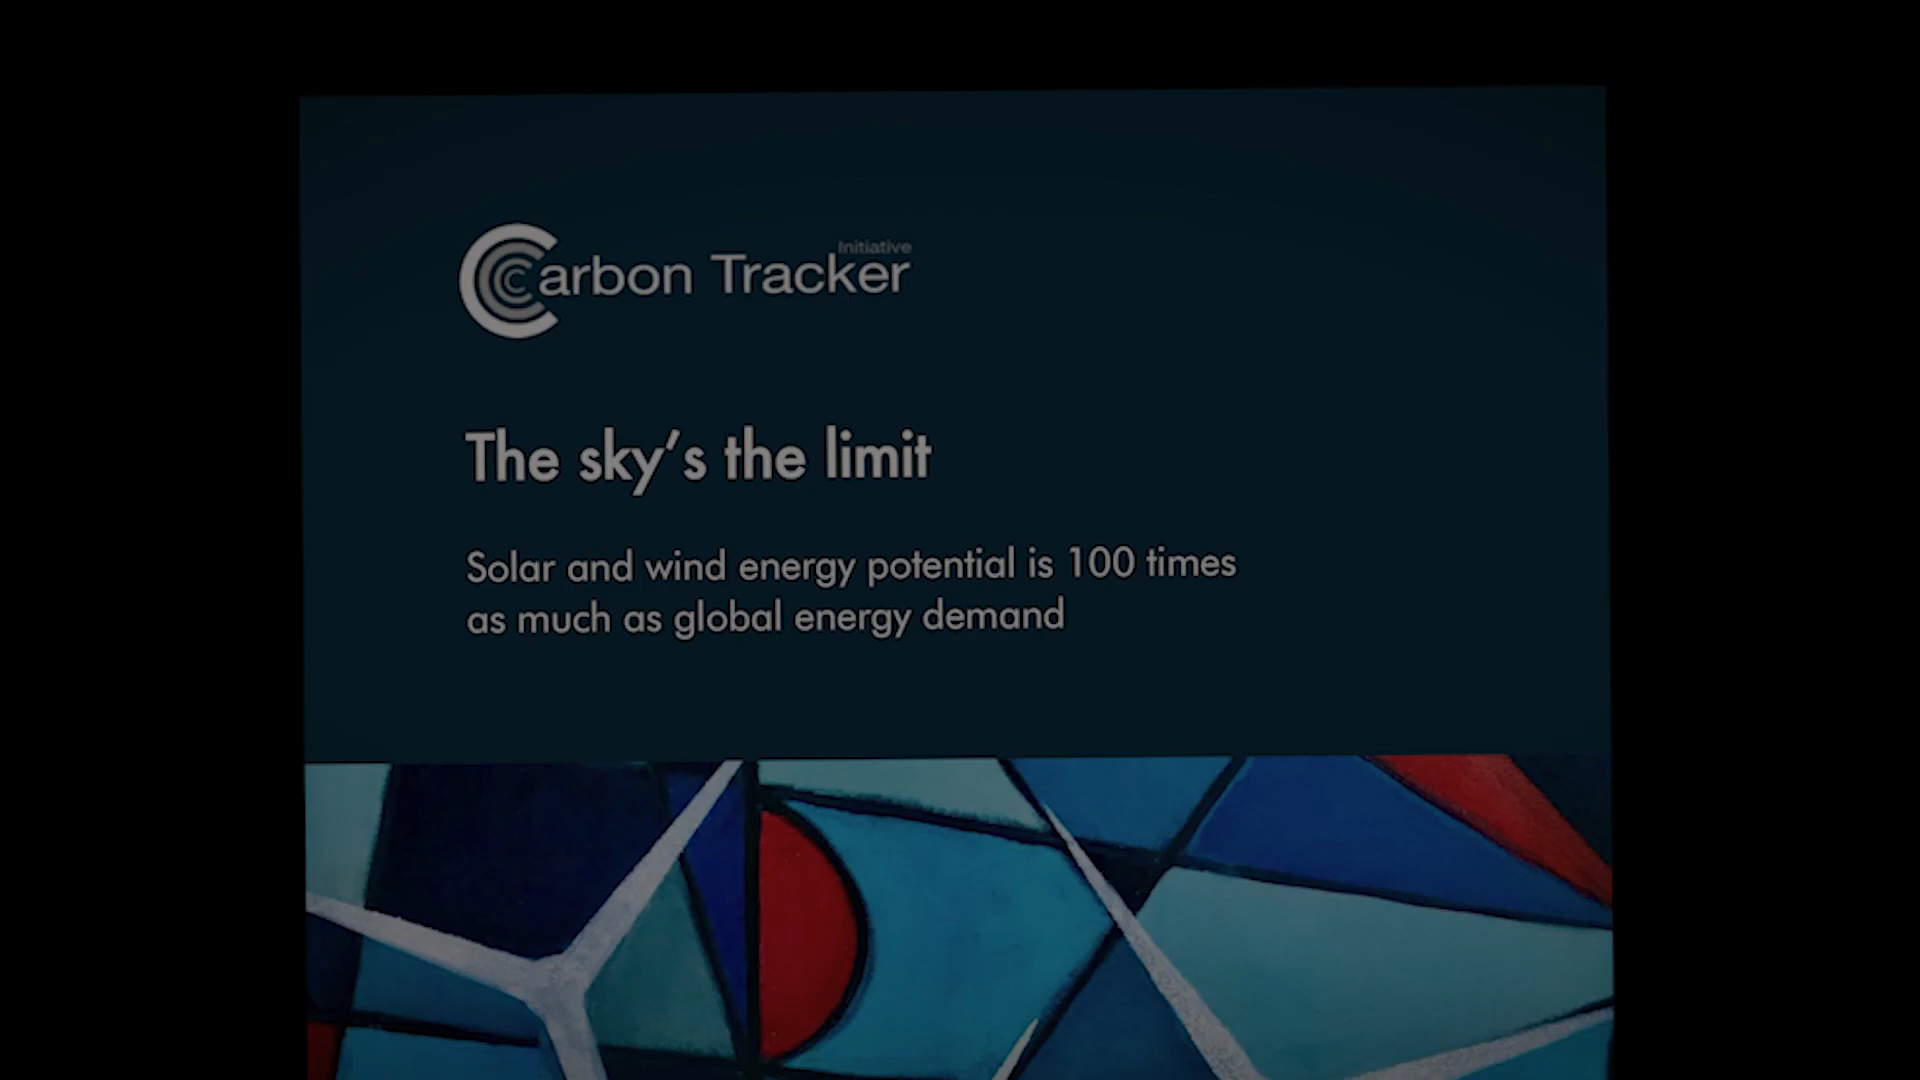 Carbon Tracker
Initiative
The sky's the limit
Solar and wind energy potential is 100 times
as much as global energy demand